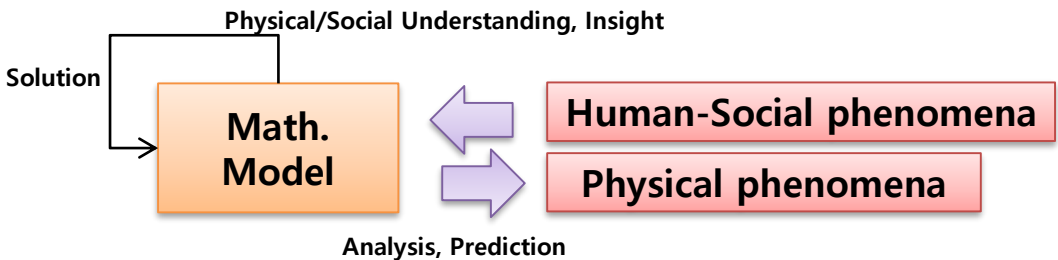 Physical/Social Understanding, Insight
Solution
Math.
Model
Human-Social phenomena
Physical phenomena
Analysis, Prediction